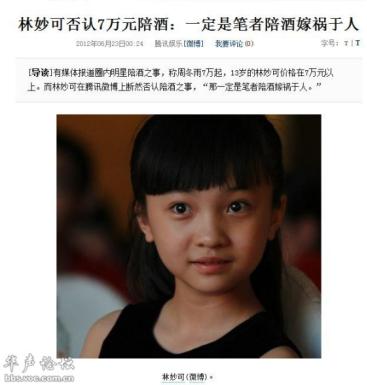 林妙可否认7万元陪酒：一定是笔者陪酒嫁祸于人
2012年06月23日00:24 腾讯娱乐[微博] 我要评论(0) 字号：T | T
[导读]有媒体报道圈内明星陪酒之事，称周冬雨7万起，13岁的林妙可价格在7万元以
上。而林妙可在腾讯微博上断然否认陪酒之事，“那一定是笔者陪酒嫁祸于人。”
华声论坛
bbs.voc.com.cn
林妙可(微博)。